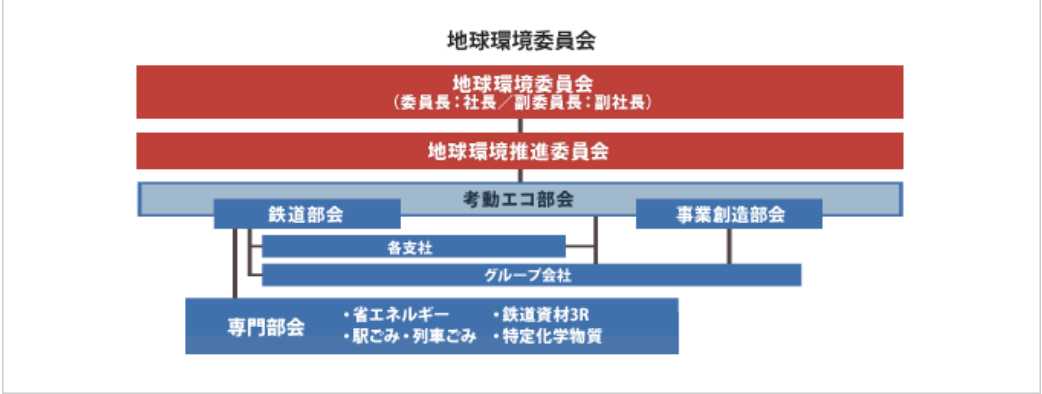 地球環境委員会
地球環境委員会
（委員長：社長／副委員長：副社長）
地球環境推進委員会
考動エコ部会
鉄道部会
事業創造部会
各支社
グループ会社
専門部会
・省エネルギー ・鉄道資材3R
・駅ごみ・列車ごみ ・特定化学物質